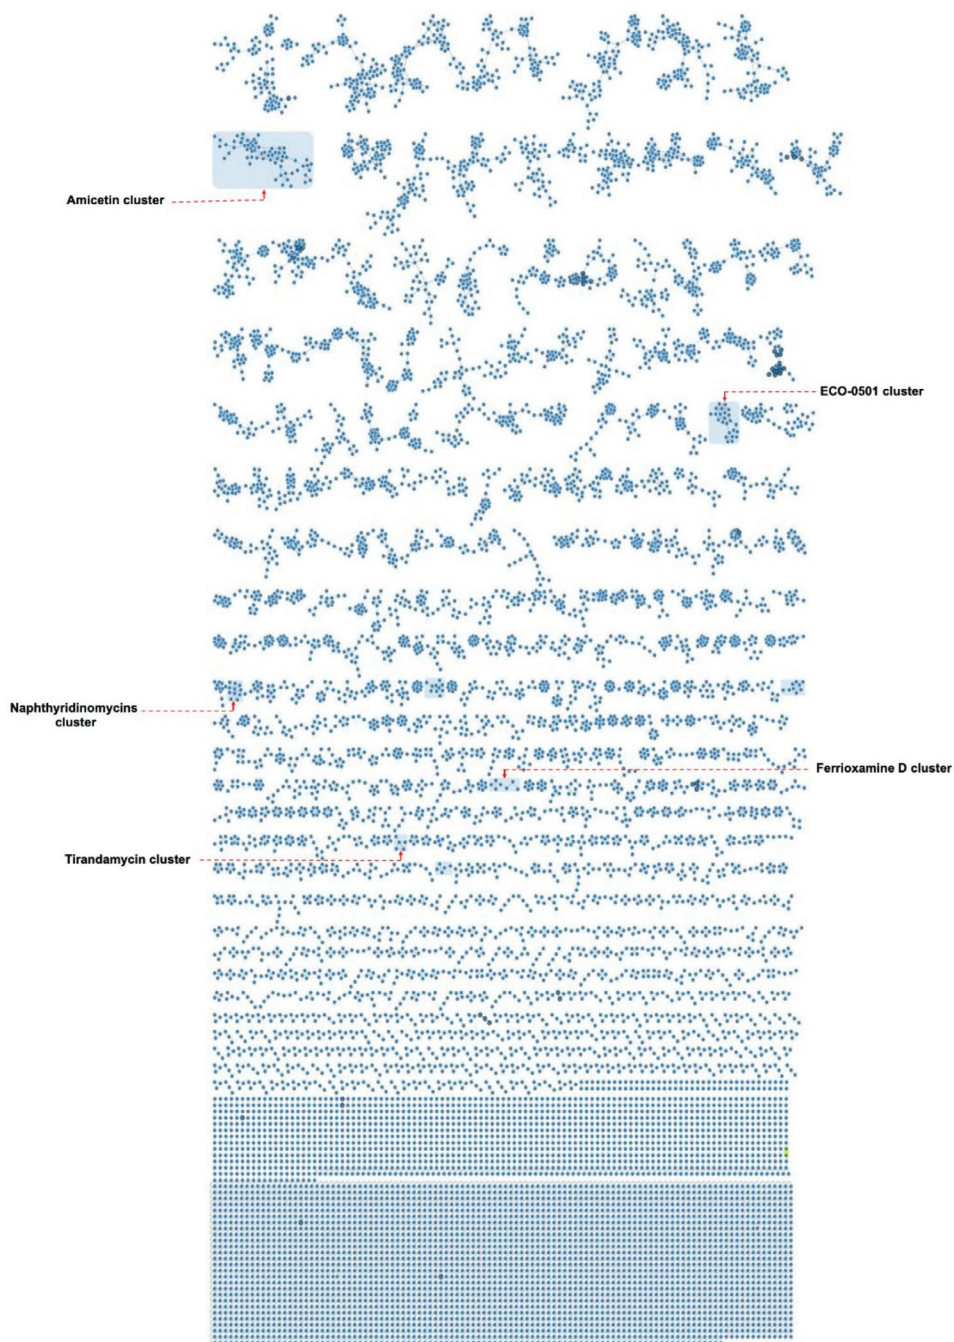 Amicetin cluster
ECO-0501 cluster
Naphthyridinomycins
cluster
Ferrioxamine D cluster
Tirandamycin cluster